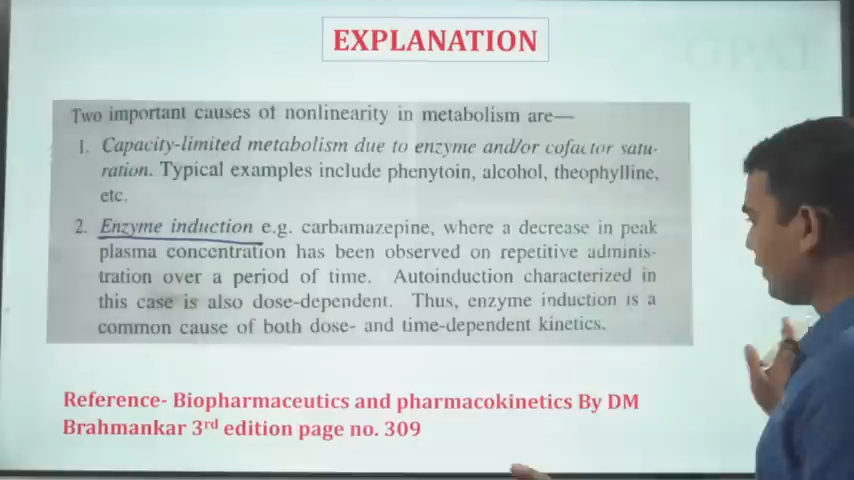 GPAT
EXPLANATION
Two important causes of nonlinearity in metabolism are—
1. Capacity-limited metabolism due to enzyme and/or cofactor satu-
ration. Typical examples include phenytoin, alcohol, theophylline,
etc.
2. Enzyme induction e.g. carbamazepine, where a decrease in peak
plasma concentration has been observed on repetitive adminis-
tration over a period of time. Autoinduction characterized in
this case is also dose-dependent. Thus, enzyme induction is a
common cause of both dose- and time-dependent kinetics.
Reference- Biopharmaceutics and pharmacokinetics By DM
Brahmankar 3rd edition page no. 309